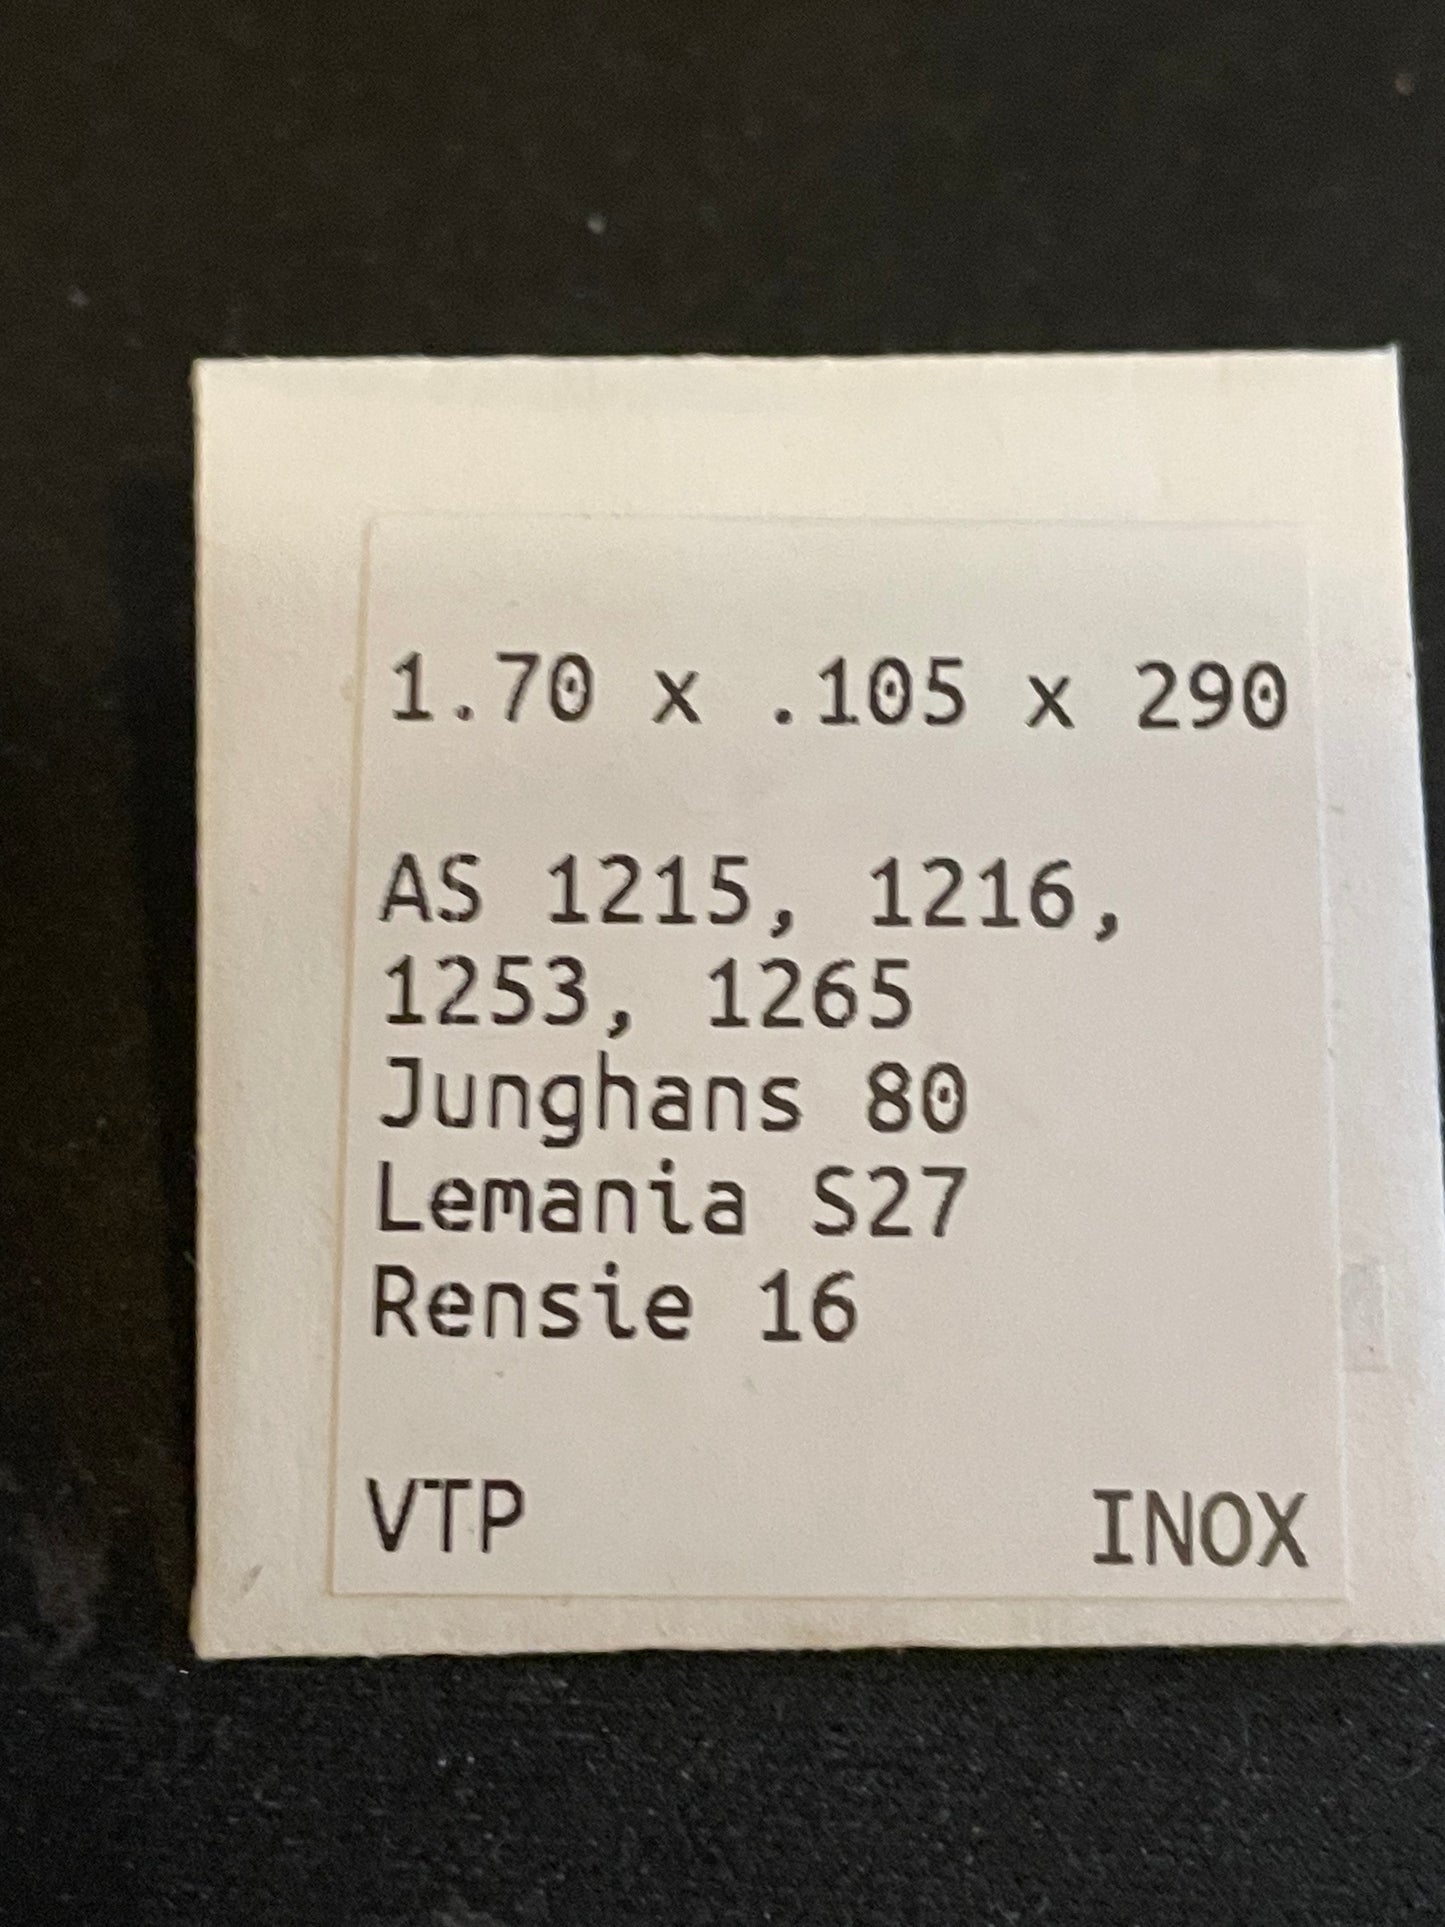 1.70 x .105 x 290
AS 1215, 1216,
1253, 1265
Junghans 80
Lemania S27
Rensie 16
VTP INOX